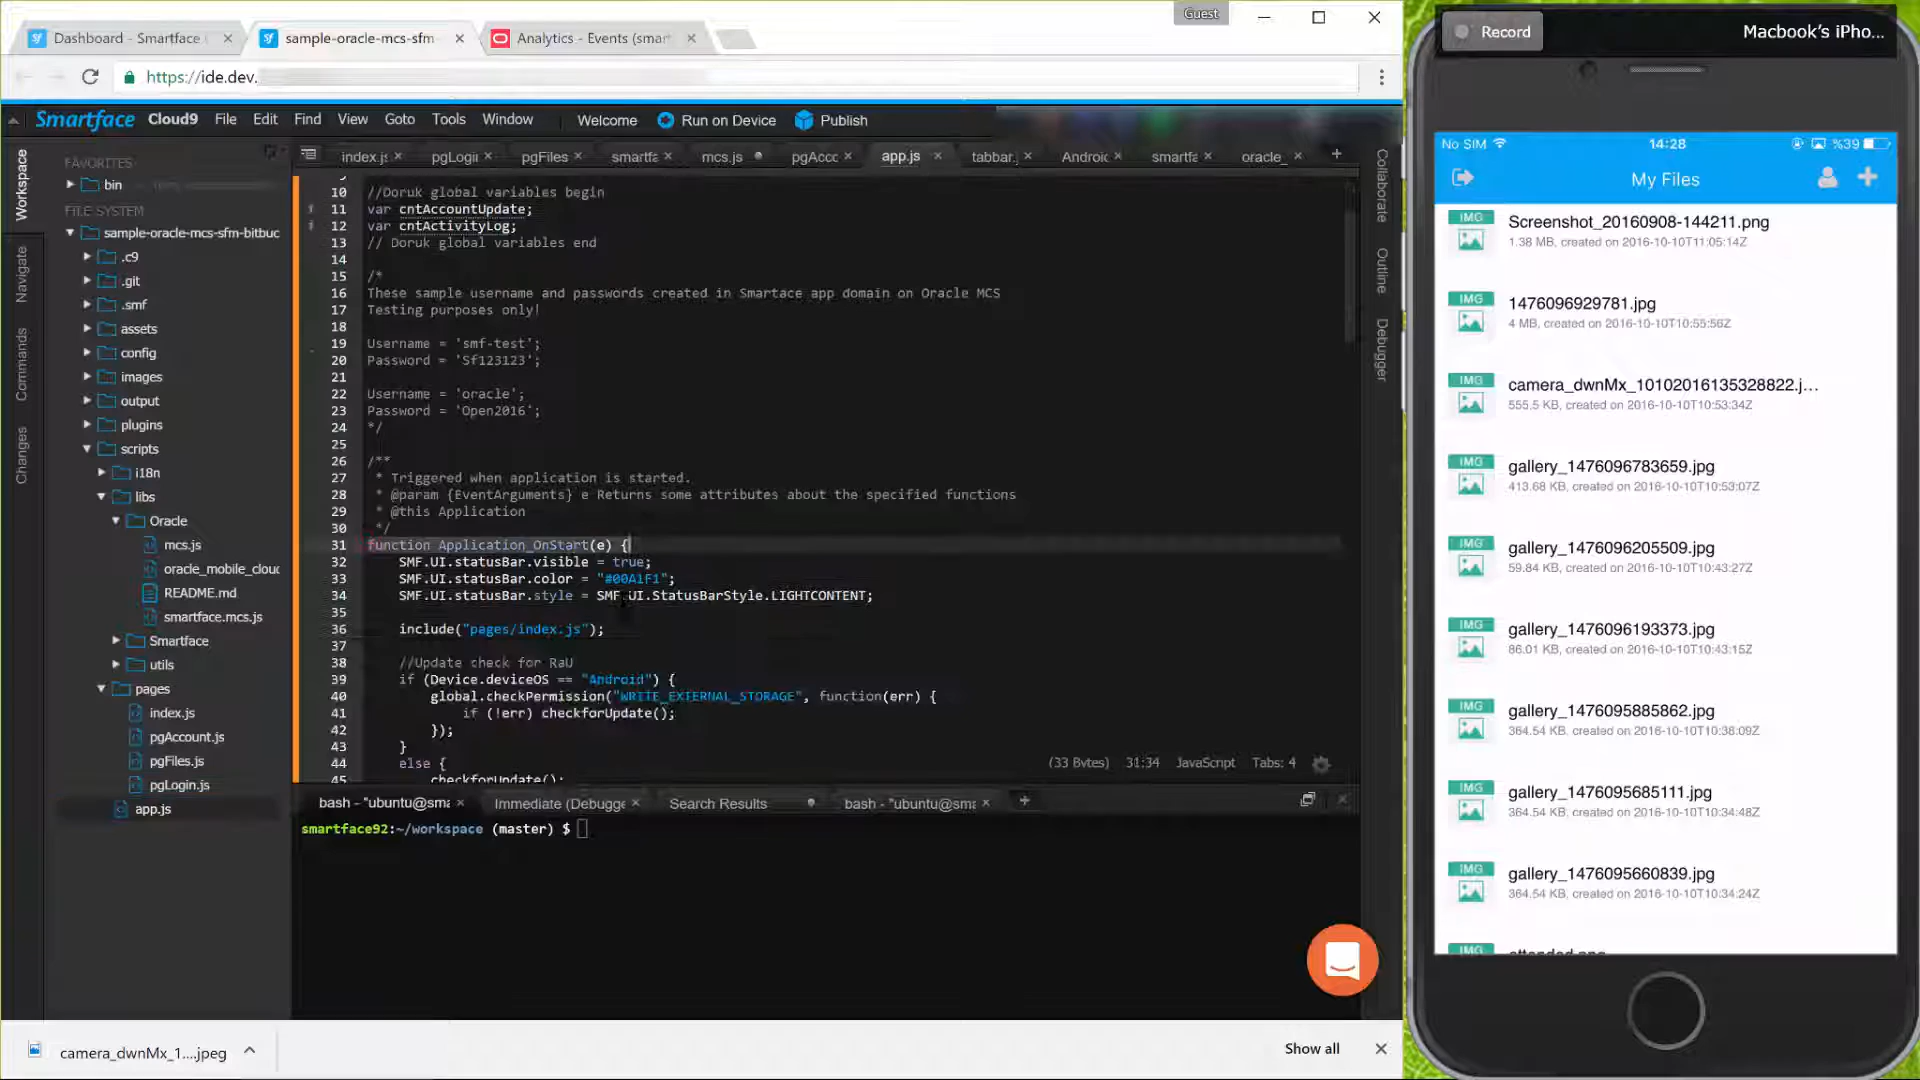 Guest
Dashboard - Smartface
sample-oracle-mcs-sfm-
Analytics - Events (smar
https://ide.dev.
Smartface Cloud9 File Edit Find View Goto Tools Window Welcome Run on Device Publish
Workspace
Navigate
Commands
Changes
FAVORITES
bin
FILE SYSTEM
sample-oracle-mcs-sfm-bitbuc
.c9
.git
.smf
assets
config
images
output
plugins
scripts
i18n
libs
Oracle
mcs.js
oracle_mobile_clou
README.md
smartface.mcs.js
Smartface
utils
pages
index.js
pgAccount.js
pgFiles.js
pgLogin.js
app.js
index.js pgLogi pgFiles smartfa mcs.js pgAcco app.js tabbar. Androi smartfa oracle_
10 //Doruk global variables begin
11 var cntAccountUpdate;
12 var cntActivityLog;
13 // Doruk global variables end
14
15 /*
16 These sample username and passwords created in Smartace app domain on Oracle MCS
17 Testing purposes only!
18
19 Username = 'smf-test';
20 Password = 'Sf123123';
21
22 Username = 'oracle';
23 Password = 'Open2016';
24 */
25
26 /**
27 * Triggered when application is started.
28 * @param {EventArguments} e Returns some attributes about the specified functions
29 * @this Application
30 */
31 function Application_OnStart(e) {
32 SMF.UI.statusBar.visible = true;
33 SMF.UI.statusBar.color = "#00A1F1";
34 SMF.UI.statusBar.style = SMF.UI.StatusBarStyle.LIGHTCONTENT;
35
36 include("pages/index.js");
37
38 //Update check for RaU
39 if (Device.deviceOS == "Android") {
40 global.checkPermission("WRITE_EXTERNAL_STORAGE", function(err) {
41 if (!err) checkforUpdate();
42 });
43 }
44 else {
45 checkforUpdate();
(33 Bytes) 31:34 JavaScript Tabs: 4
Collaborate
Outline
Debugger
bash - "ubuntu@sma Immediate (Debugge Search Results bash - "ubuntu@sma
smartface92:~/workspace (master) $
camera_dwnMx_1....jpeg
Show all
Record
Macbook's iPho...
No SIM 14:28 %39
My Files
IMG
Screenshot_20160908-144211.png
1.38 MB, created on 2016-10-10T11:05:14Z
IMG
1476096929781.jpg
4 MB, created on 2016-10-10T10:55:56Z
IMG
camera_dwnMx_10102016135328822.j...
555.5 KB, created on 2016-10-10T10:53:34Z
IMG
gallery_1476096783659.jpg
413.68 KB, created on 2016-10-10T10:53:07Z
IMG
gallery_1476096205509.jpg
59.84 KB, created on 2016-10-10T10:43:27Z
IMG
gallery_1476096193373.jpg
86.01 KB, created on 2016-10-10T10:43:15Z
IMG
gallery_1476095885862.jpg
364.54 KB, created on 2016-10-10T10:38:09Z
IMG
gallery_1476095685111.jpg
364.54 KB, created on 2016-10-10T10:34:48Z
IMG
gallery_1476095660839.jpg
364.54 KB, created on 2016-10-10T10:34:24Z
IMG